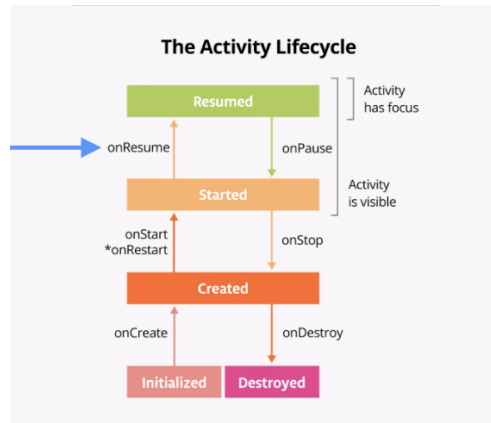 The Activity Lifecycle
Resumed
Activity
has focus
onResume
onPause
Started
Activity
is visible
onStart
*onRestart
onStop
Created
onCreate
onDestroy
Initialized
Destroyed